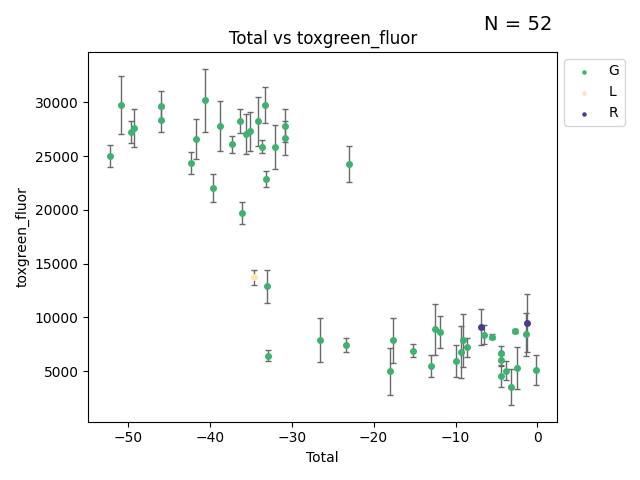 N = 52
Total vs toxgreen_fluor
30000
25000
20000
15000
10000
5000
toxgreen_fluor
−50
−40
−30
−20
−10
0
Total
G
L
R